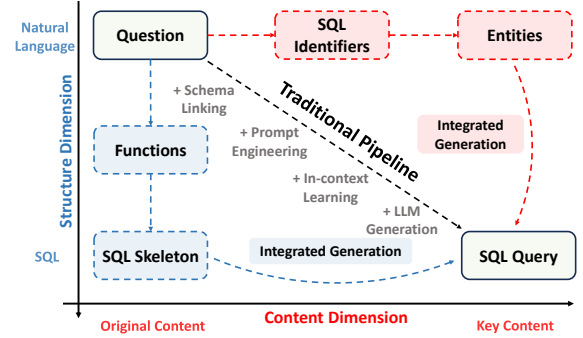 Natural
Language
Question
SQL
Identifiers
Entities
+ Schema
Linking
Traditional Pipeline
+ Prompt
Engineering
Integrated
Generation
Structure Dimension
Functions
+ In-context
Learning
+ LLM
Generation
SQL
SQL Skeleton
Integrated Generation
SQL Query
Original Content
Content Dimension
Key Content